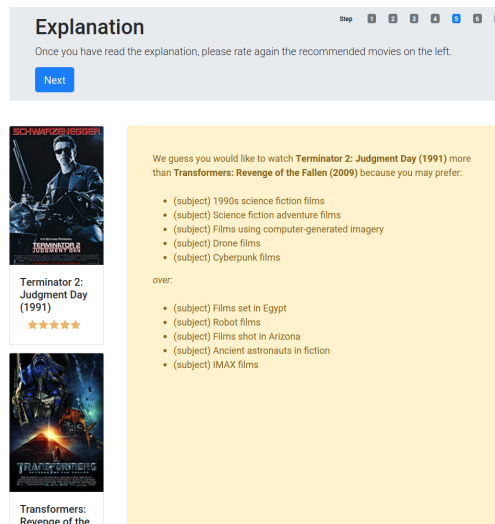 Explanation
Step 1 2 3 4 5 6
Once you have read the explanation, please rate again the recommended movies on the left.
Next
SCHWARZENEGGER
TERMINATOR 2
JUDGMENT DAY
Terminator 2:
Judgment Day
(1991)
TRANSFORMERS
REVENGE OF THE FALLEN
Transformers:
Revenge of the
We guess you would like to watch Terminator 2: Judgment Day (1991) more
than Transformers: Revenge of the Fallen (2009) because you may prefer:
• (subject) 1990s science fiction films
• (subject) Science fiction adventure films
• (subject) Films using computer-generated imagery
• (subject) Drone films
• (subject) Cyberpunk films
over:
• (subject) Films set in Egypt
• (subject) Robot films
• (subject) Films shot in Arizona
• (subject) Ancient astronauts in fiction
• (subject) IMAX films